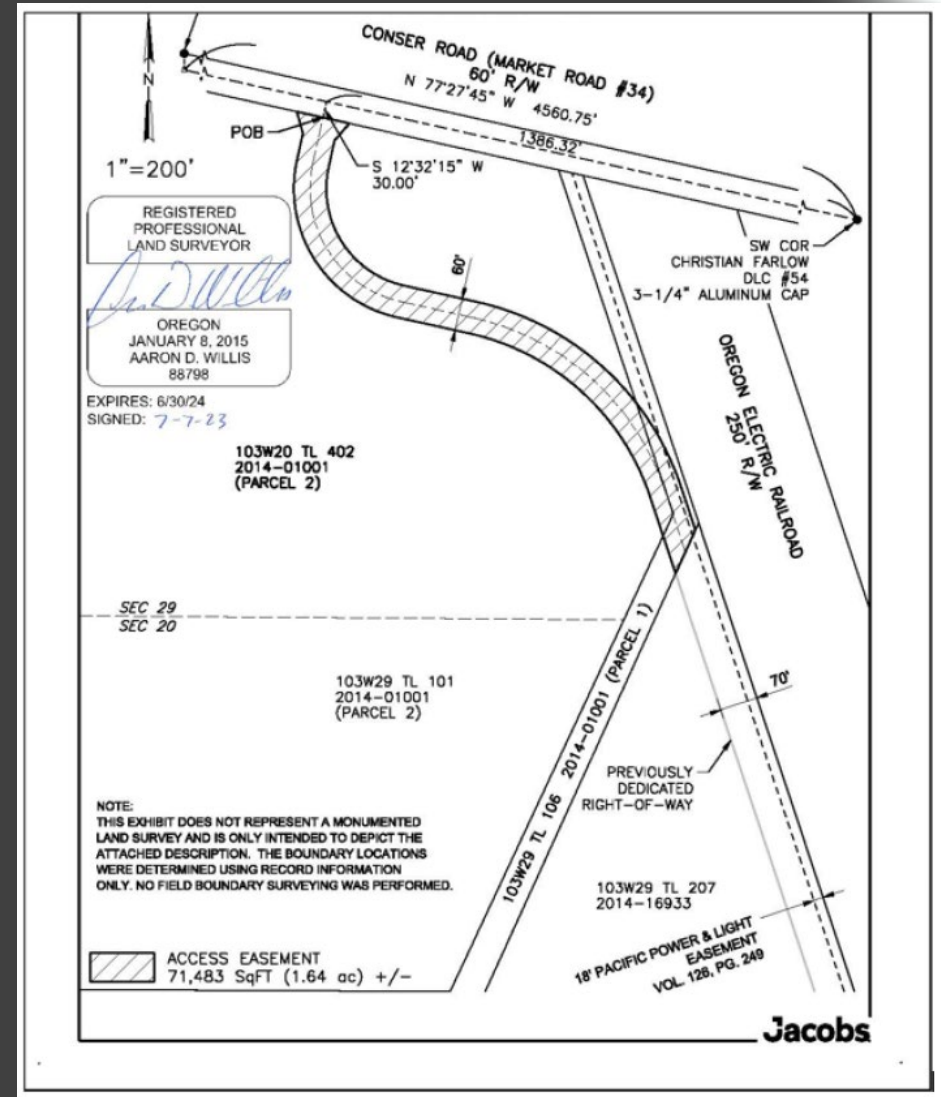 CONSER ROAD (MARKET ROAD #34)
60' R/W
N 77°27'45" W 4560.75'
1386.32'
N
POB
S 12°32'15" W
30.00'
1"=200'
REGISTERED
PROFESSIONAL
LAND SURVEYOR
OREGON
JANUARY 8, 2015
AARON D. WILLIS
88798
EXPIRES: 6/30/24
SIGNED: 7-7-23
SW COR
CHRISTIAN FARLOW
DLC #54
3-1/4" ALUMINUM CAP
60'
OREGON ELECTRIC RAILROAD
250' R/W
103W20 TL 402
2014-01001
(PARCEL 2)
SEC 29
SEC 20
103W29 TL 101
2014-01001
(PARCEL 2)
103W29 TL 106 2014-01001 (PARCEL 1)
70'
PREVIOUSLY
DEDICATED
RIGHT-OF-WAY
NOTE:
THIS EXHIBIT DOES NOT REPRESENT A MONUMENTED
LAND SURVEY AND IS ONLY INTENDED TO DEPICT THE
ATTACHED DESCRIPTION. THE BOUNDARY LOCATIONS
WERE DETERMINED USING RECORD INFORMATION
ONLY. NO FIELD BOUNDARY SURVEYING WAS PERFORMED.
103W29 TL 207
2014-16933
18' PACIFIC POWER & LIGHT
EASEMENT
VOL. 126, PG. 249
ACCESS EASEMENT
71,483 SqFT (1.64 ac) +/-
Jacobs